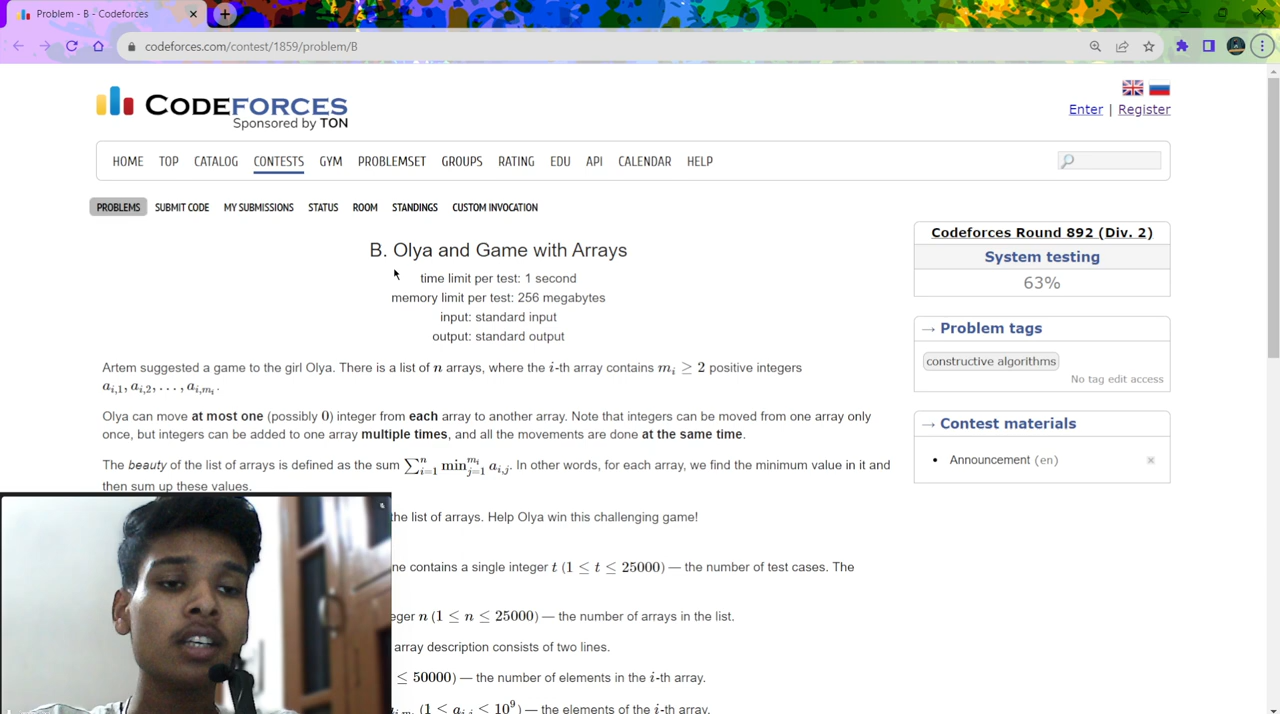 Problem - B - Codeforces
codeforces.com/contest/1859/problem/B
CODEFORCES
Sponsored by TON
Enter | Register
HOME TOP CATALOG CONTESTS GYM PROBLEMSET GROUPS RATING EDU API CALENDAR HELP
PROBLEMS SUBMIT CODE MY SUBMISSIONS STATUS ROOM STANDINGS CUSTOM INVOCATION
B. Olya and Game with Arrays
time limit per test: 1 second
memory limit per test: 256 megabytes
input: standard input
output: standard output
Artem suggested a game to the girl Olya. There is a list of n arrays, where the i-th array contains m_i ≥ 2 positive integers
a_{i,1}, a_{i,2}, . . . , a_{i,m_i}.
Olya can move at most one (possibly 0) integer from each array to another array. Note that integers can be moved from one array only
once, but integers can be added to one array multiple times, and all the movements are done at the same time.
The beauty of the list of arrays is defined as the sum ∑_{i=1}^{n} min_{j=1}^{m_i} a_{i,j}. In other words, for each array, we find the minimum value in it and
then sum up these values.
the list of arrays. Help Olya win this challenging game!
ne contains a single integer t (1 ≤ t ≤ 25000) — the number of test cases. The
eger n (1 ≤ n ≤ 25000) — the number of arrays in the list.
array description consists of two lines.
≤ 50000) — the number of elements in the i-th array.
(1 ≤ a_{i,j} ≤ 10^9) — the elements of the i-th array.
Codeforces Round 892 (Div. 2)
System testing
63%
→ Problem tags
constructive algorithms
No tag edit access
→ Contest materials
Announcement (en)